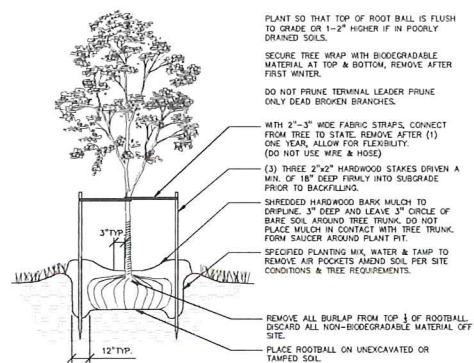 PLANT SO THAT TOP OF ROOT BALL IS FLUSH
TO GRADE OR 1-2" HIGHER IF IN POORLY
DRAINED SOILS.
SECURE TREE WRAP WITH BIODEGRADABLE
MATERIAL AT TOP & BOTTOM, REMOVE AFTER
FIRST WINTER.
DO NOT PRUNE TERMINAL LEADER PRUNE
ONLY DEAD BROKEN BRANCHES.
WITH 2"-3" WIDE FABRIC STRAPS, CONNECT
FROM TREE TO STATE. REMOVE AFTER (1)
ONE YEAR, ALLOW FOR FLEXIBILITY.
(DO NOT USE WIRE & HOSE)
(3) THREE 2"x2" HARDWOOD STAKES DRIVEN A
MIN. OF 18" DEEP FIRMLY INTO SUBGRADE
PRIOR TO BACKFILLING.
SHREDDED HARDWOOD BARK MULCH TO
DRIPLINE. 3" DEEP AND LEAVE 3" CIRCLE OF
BARE SOIL AROUND TREE TRUNK. DO NOT
PLACE MULCH IN CONTACT WITH TREE TRUNK.
FORM SAUCER AROUND PLANT PIT.
3"TYP.
SPECIFIED PLANTING MIX, WATER & TAMP TO
REMOVE AIR POCKETS AMEND SOIL PER SITE
CONDITIONS & TREE REQUIREMENTS.
REMOVE ALL BURLAP FROM TOP OF ROOTBALL.
DISCARD ALL NON-BIODEGRADABLE MATERIAL OFF
SITE.
PLACE ROOTBALL ON UNEXCAVATED OR
TAMPED SOIL.
12"TYP.